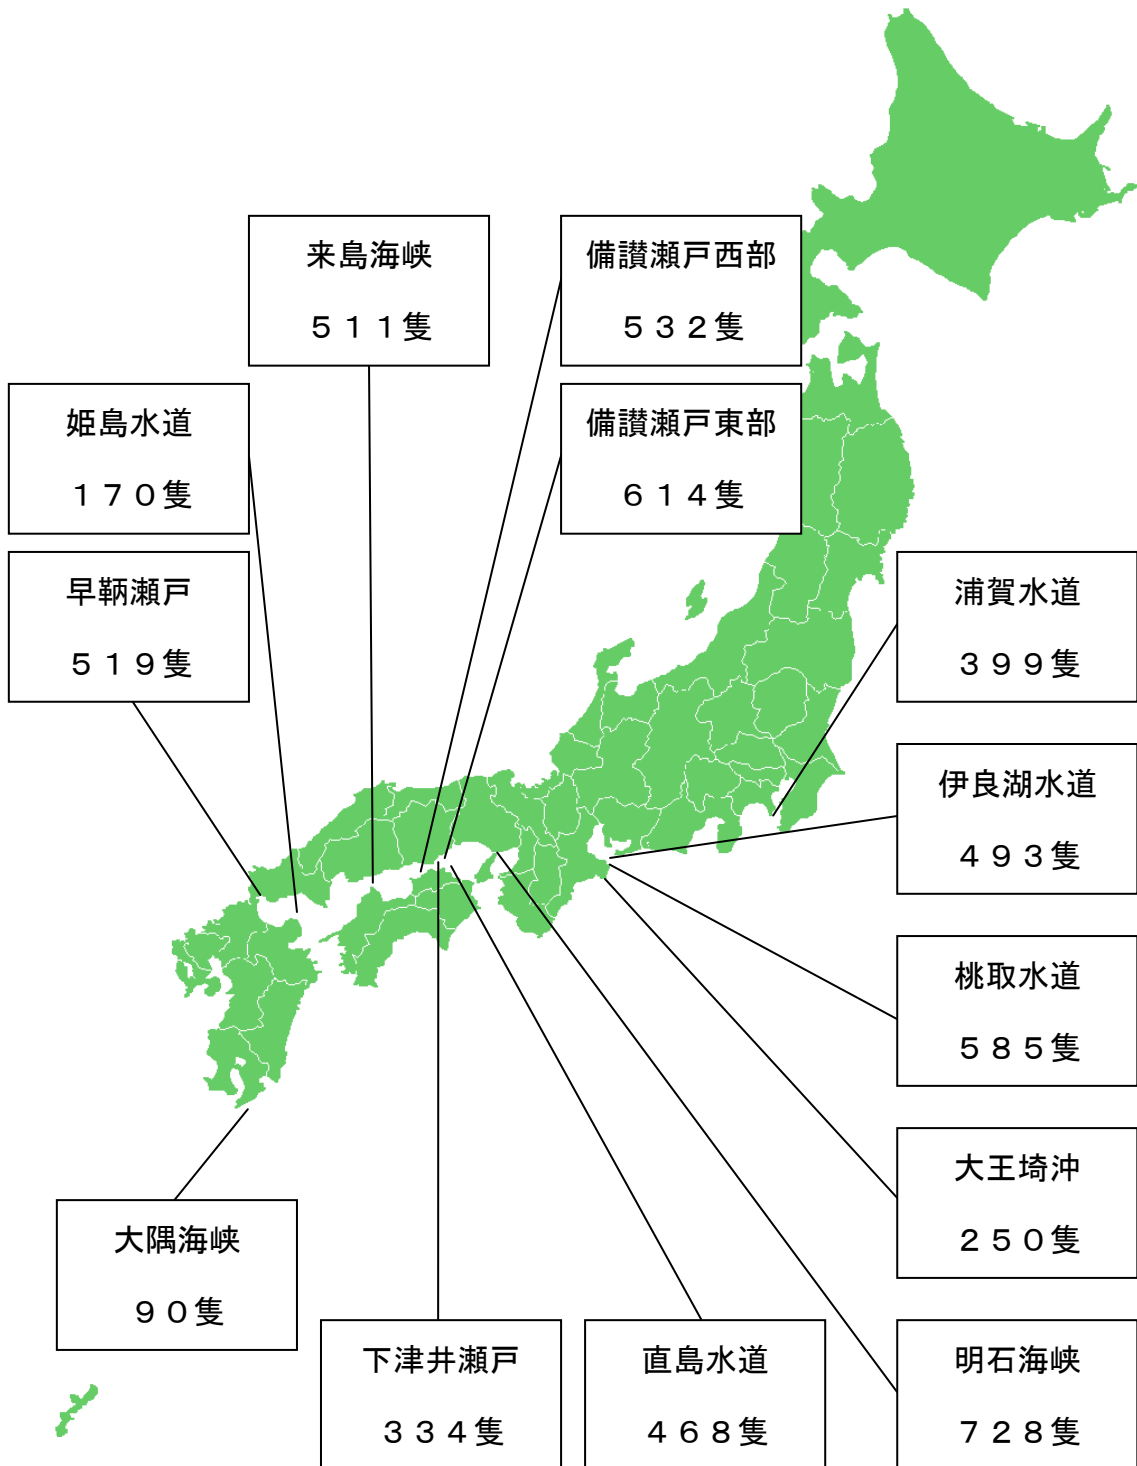 来島海峡
５１１隻
備讃瀬戸西部
５３２隻
姫島水道
１７０隻
備讃瀬戸東部
６１４隻
早鞆瀬戸
５１９隻
浦賀水道
３９９隻
伊良湖水道
４９３隻
桃取水道
５８５隻
大王埼沖
２５０隻
大隅海峡
９０隻
下津井瀬戸
３３４隻
直島水道
４６８隻
明石海峡
７２８隻